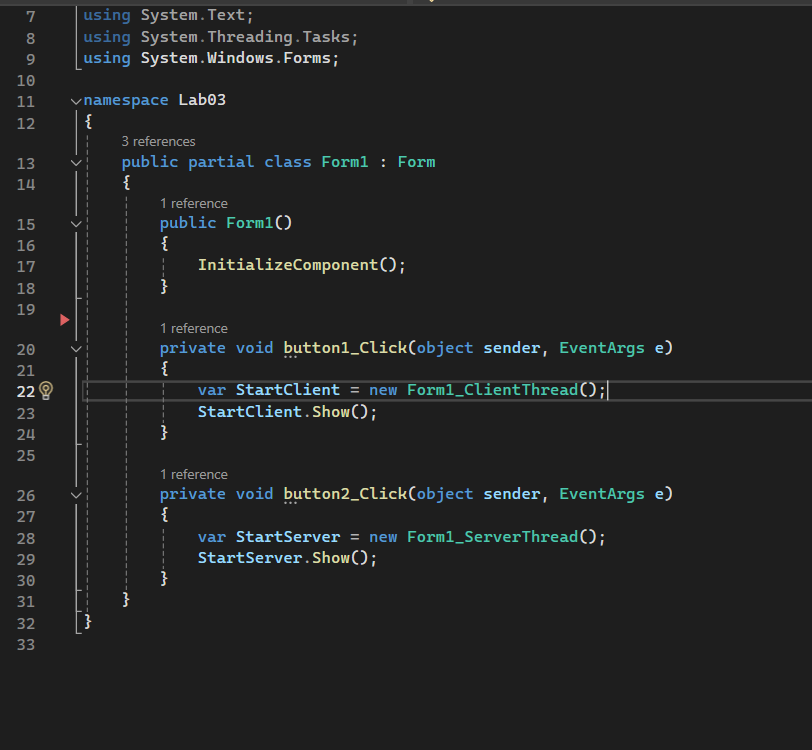 7 using System.Text;
8 using System.Threading.Tasks;
9 using System.Windows.Forms;
10
11 namespace Lab03
12 {
3 references
13 public partial class Form1 : Form
14 {
1 reference
15 public Form1()
16 {
17 InitializeComponent();
18 }
19
1 reference
20 private void button1_Click(object sender, EventArgs e)
21 {
22 var StartClient = new Form1_ClientThread();
23 StartClient.Show();
24 }
25
1 reference
26 private void button2_Click(object sender, EventArgs e)
27 {
28 var StartServer = new Form1_ServerThread();
29 StartServer.Show();
30 }
31 }
32 }
33